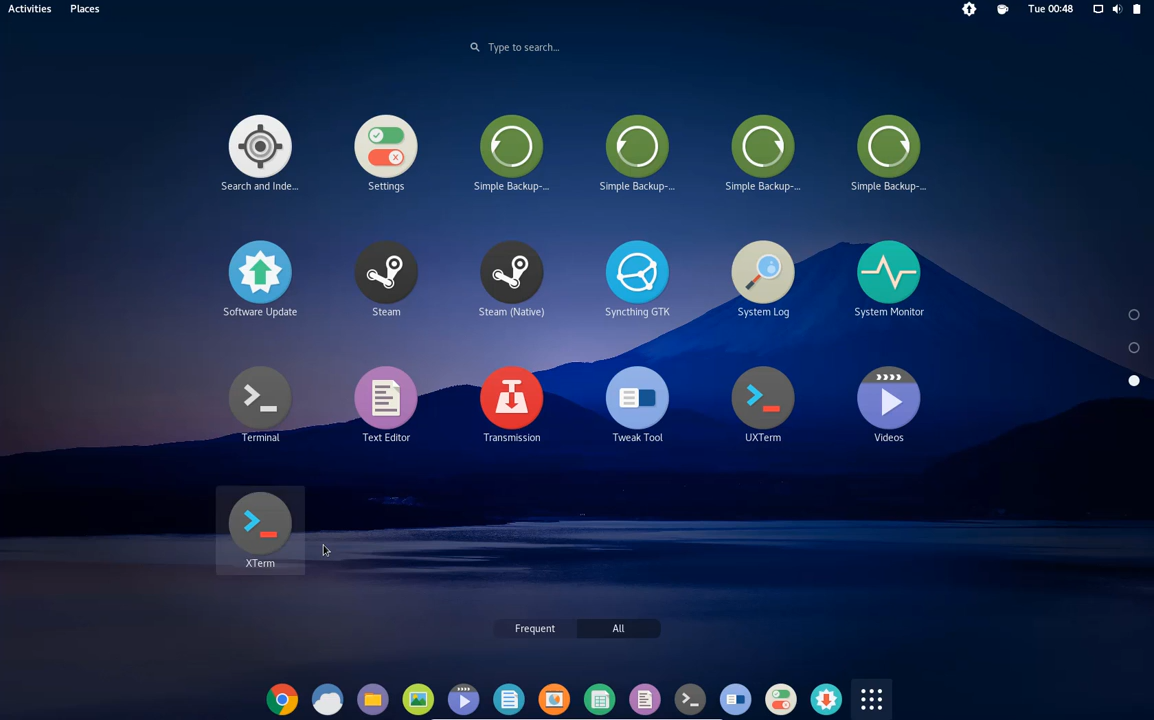 Activities Places Tue 00:48
Type to search...
Search and Inde... Settings Simple Backup-... Simple Backup-... Simple Backup-... Simple Backup-...
Software Update Steam Steam (Native) Syncthing GTK System Log System Monitor
Terminal Text Editor Transmission Tweak Tool UXTerm Videos
XTerm
Frequent All